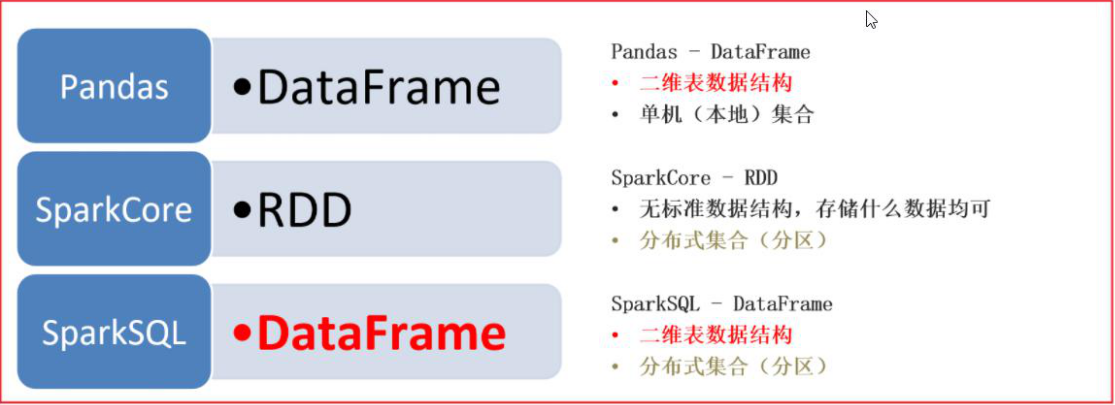 Pandas
•DataFrame
SparkCore
•RDD
SparkSQL
•DataFrame
Pandas - DataFrame
• 二维表数据结构
• 单机（本地）集合
SparkCore - RDD
• 无标准数据结构，存储什么数据均可
• 分布式集合（分区）
SparkSQL - DataFrame
• 二维表数据结构
• 分布式集合（分区）